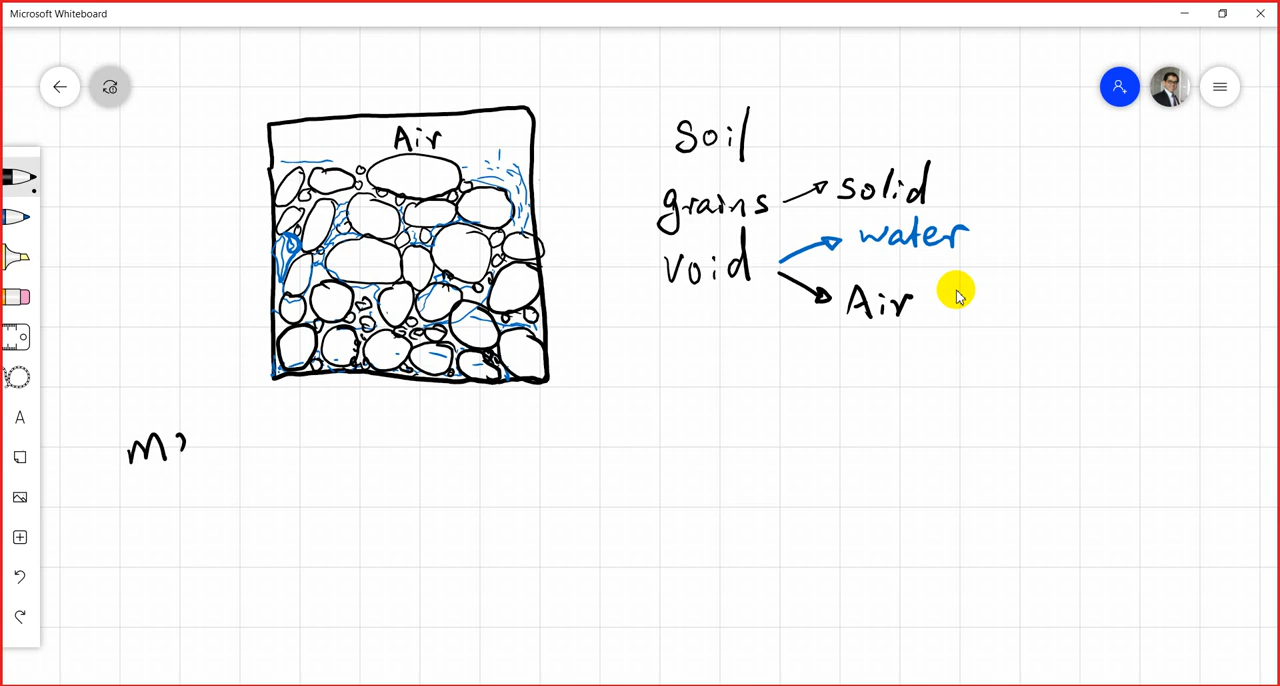 Microsoft Whiteboard
Air
Soil
grains → solid
water
Void
Air
A